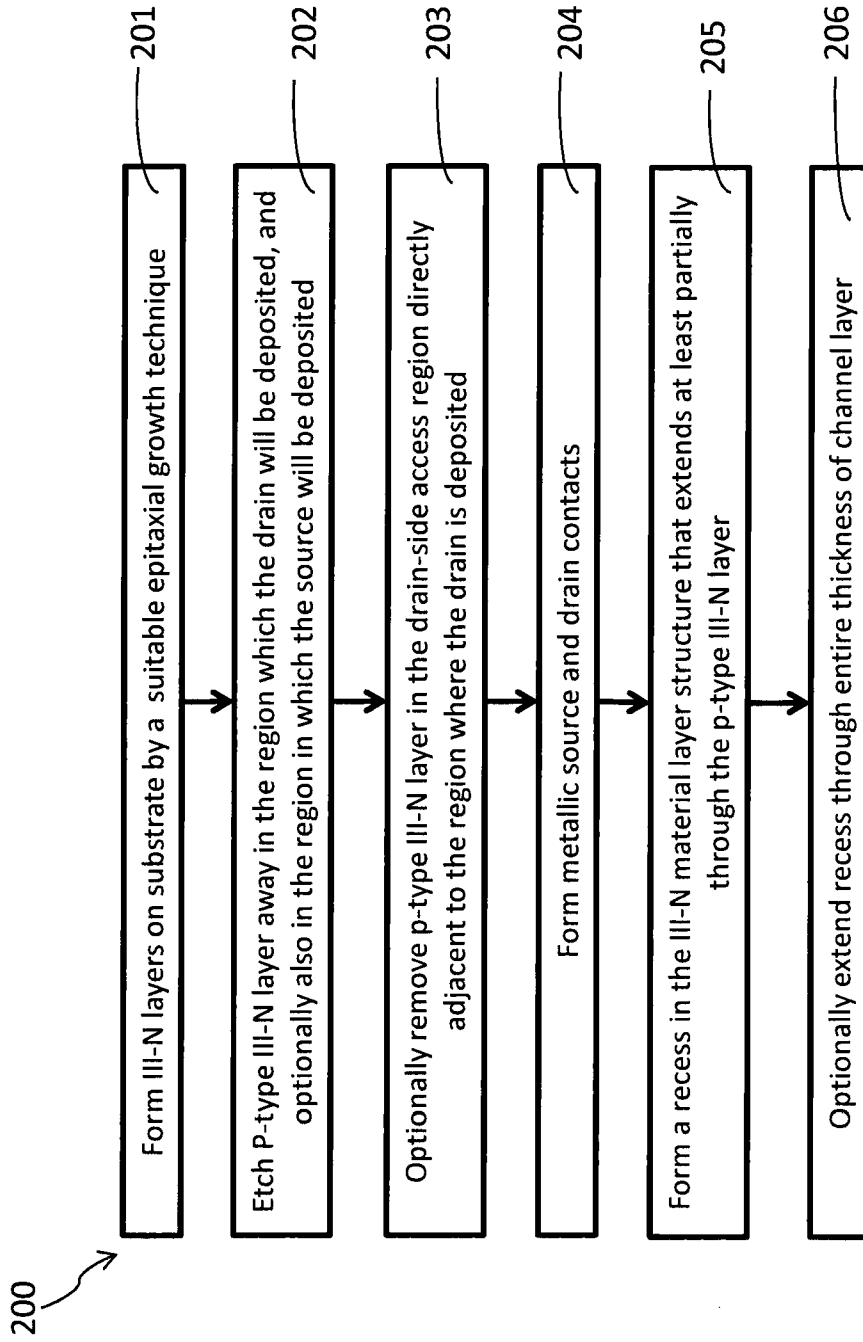 200
Form III-N layers on substrate by a suitable epitaxial growth technique
201
Etch P-type III-N layer away in the region which the drain will be deposited, and
optionally also in the region in which the source will be deposited
202
Optionally remove p-type III-N layer in the drain-side access region directly
adjacent to the region where the drain is deposited
203
Form metallic source and drain contacts
204
Form a recess in the III-N material layer structure that extends at least partially
through the p-type III-N layer
205
Optionally extend recess through entire thickness of channel layer
206